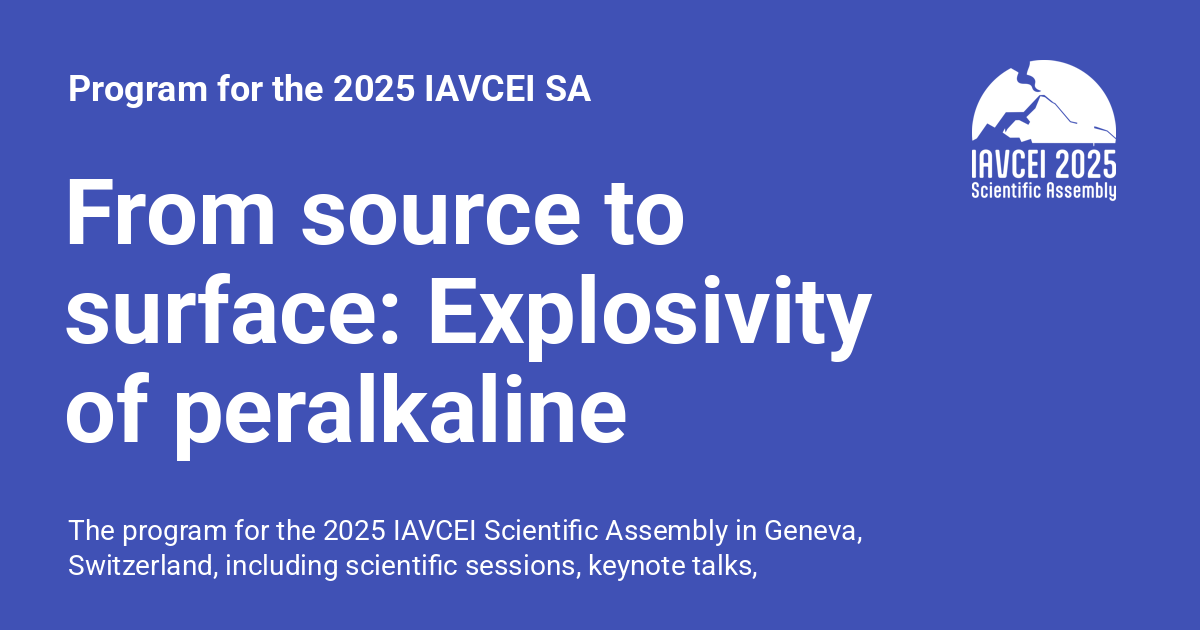 Program for the 2025 IAVCEI SA
IAVCEI 2025
Scientific Assembly
From source to
surface: Explosivity
of peralkaline
The program for the 2025 IAVCEI Scientific Assembly in Geneva,
Switzerland, including scientific sessions, keynote talks,